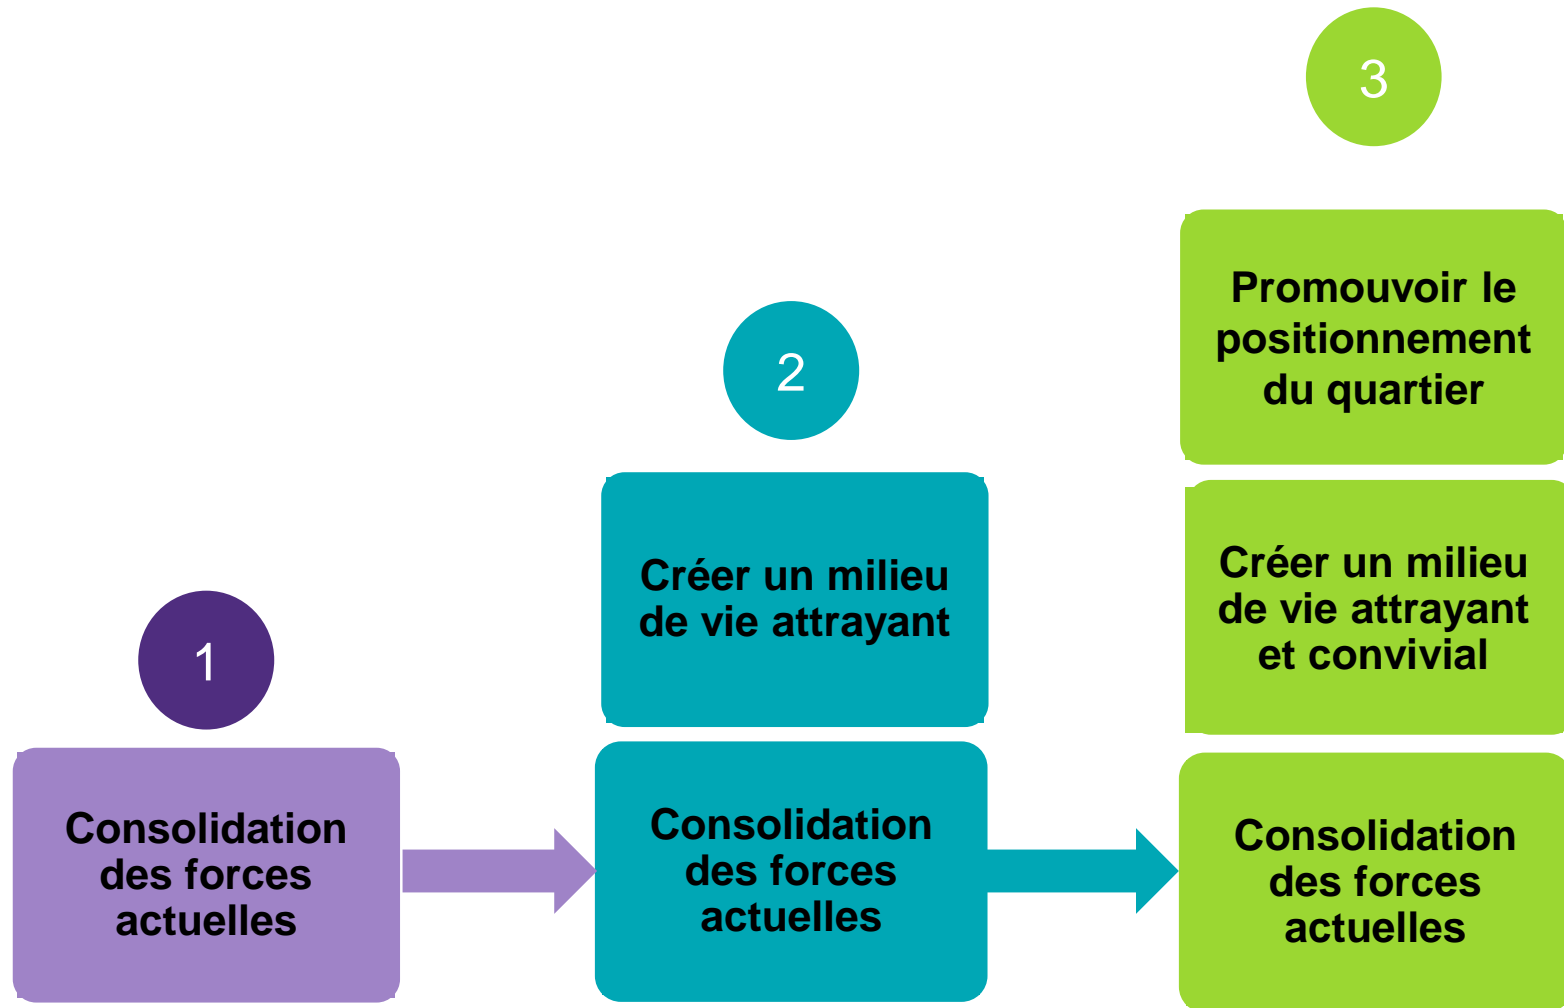 1
Consolidation
des forces
actuelles
2
Créer un milieu
de vie attrayant
Consolidation
des forces
actuelles
3
Promouvoir le
positionnement
du quartier
Créer un milieu
de vie attrayant
et convivial
Consolidation
des forces
actuelles